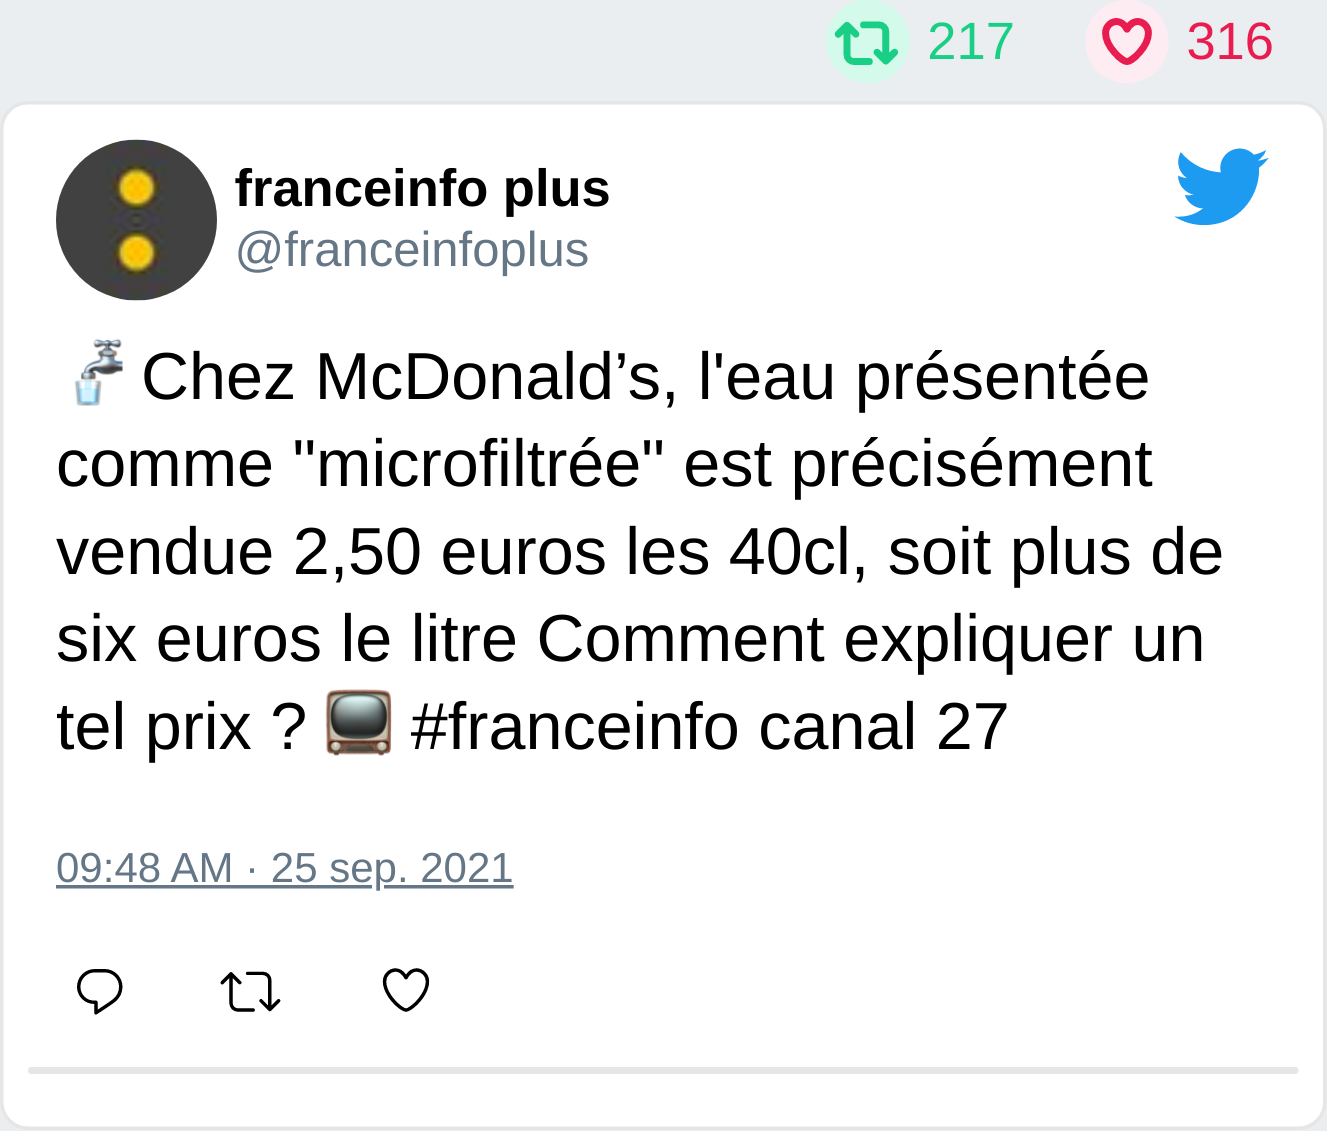 217 316
franceinfo plus
@franceinfoplus
🚰 Chez McDonald’s, l'eau présentée
comme "microfiltrée" est précisément
vendue 2,50 euros les 40cl, soit plus de
six euros le litre Comment expliquer un
tel prix ? 📺 #franceinfo canal 27
09:48 AM · 25 sep. 2021